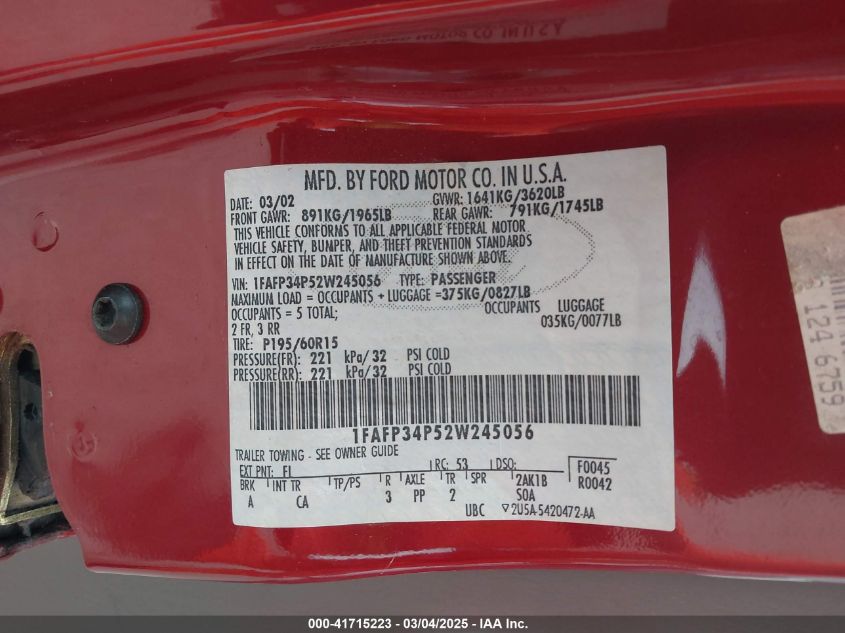 MFD. BY FORD MOTOR CO. IN U.S.A.
DATE: 03/02 GVWR: 1641KG/3620LB
FRONT GAWR: 891KG/1965LB REAR GAWR: 791KG/1745LB
THIS VEHICLE CONFORMS TO ALL APPLICABLE FEDERAL MOTOR
VEHICLE SAFETY, BUMPER, AND THEFT PREVENTION STANDARDS
IN EFFECT ON THE DATE OF MANUFACTURE SHOWN ABOVE.
VIN: 1FAFP34P52W245056 TYPE: PASSENGER
MAXIMUM LOAD = OCCUPANTS + LUGGAGE =375KG/0827LB
OCCUPANTS = 5 TOTAL; OCCUPANTS LUGGAGE
2 FR, 3 RR 035KG/0077LB
TIRE: P195/60R15
PRESSURE(FR): 221 kPa/32 PSI COLD
PRESSURE(RR): 221 kPa/32 PSI COLD
1FAFP34P52W245056
TRAILER TOWING - SEE OWNER GUIDE
EXT PNT: FI RC: 53 DSO: F0045
BRK INT TR TP/PS R AXLE TR SPR 2AK1B R0042
A CA 3 PP 2 SOA
UBC ▽2U5A-5420472-AA
124 6759
000-41715223 - 03/04/2025 - IAA Inc.